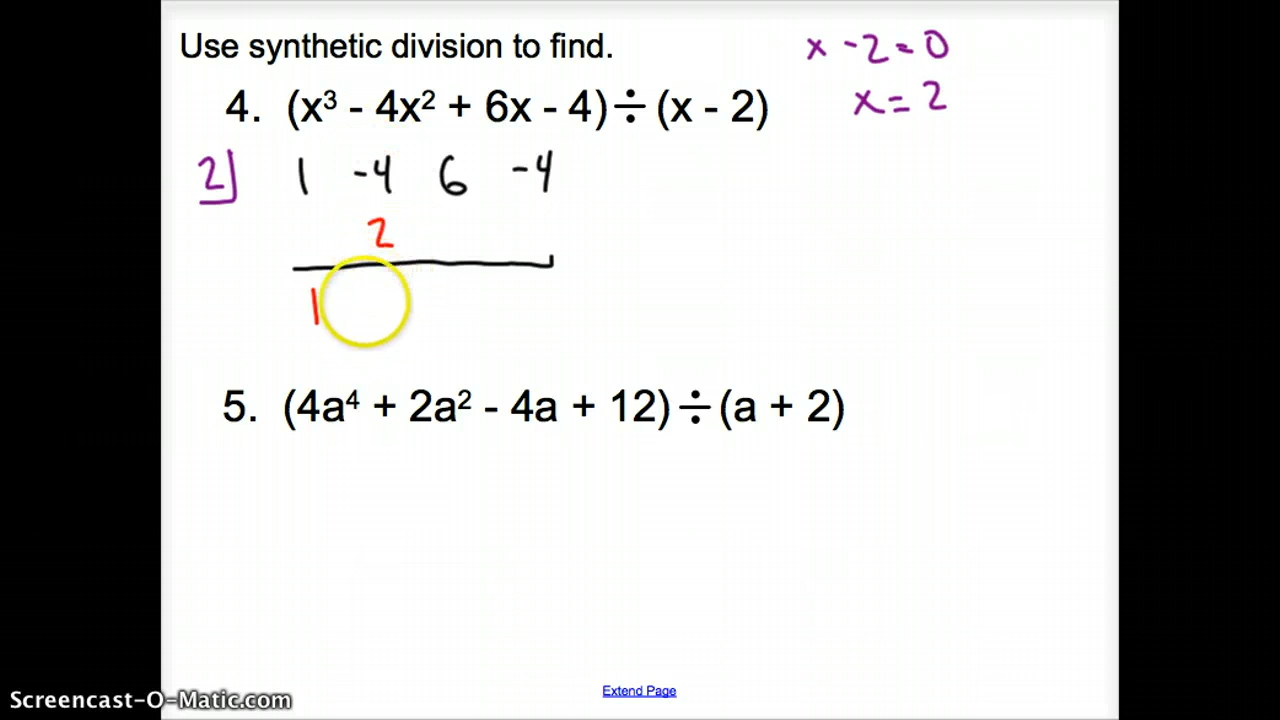 Use synthetic division to find.
x - 2 = 0
4. (x³ - 4x² + 6x - 4) ÷ (x - 2)
x = 2
2 1 -4 6 -4
2
1
5. (4a⁴ + 2a² - 4a + 12) ÷ (a + 2)
Extend Page
Screencast-O-Matic.com